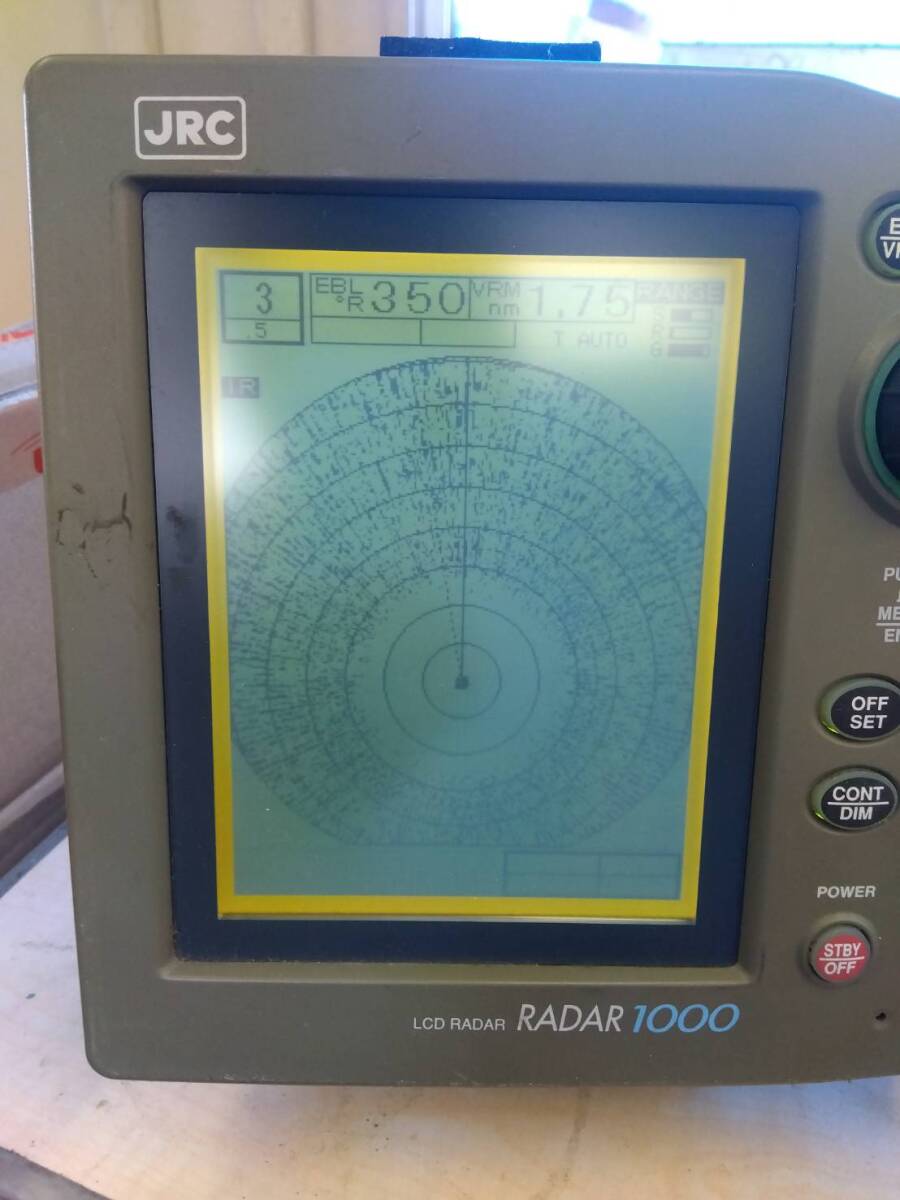 JRC
3
.5
EBL
°R 350
VRM
nm 1.75
RANGE
S
R
G
T AUTO
IR
OFF
SET
CONT
DIM
POWER
STBY
OFF
LCD RADAR RADAR 1000